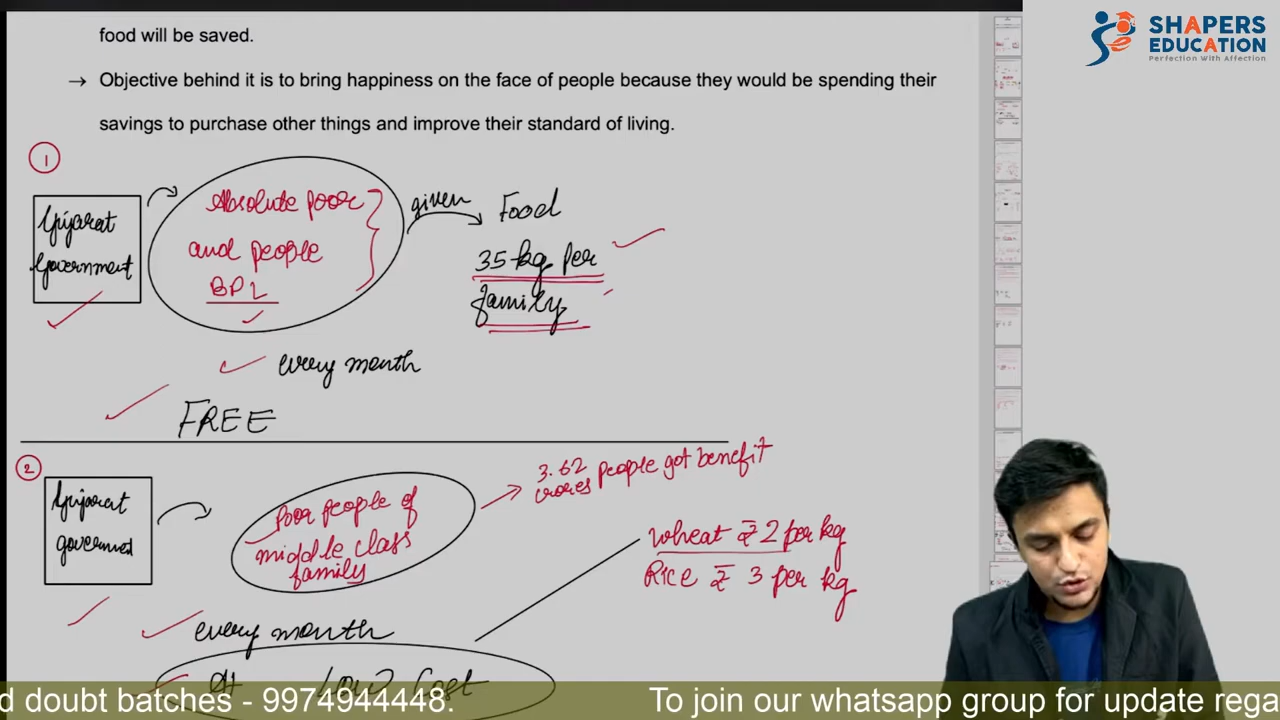 SHAPERS
EDUCATION
Perfection With Affection
food will be saved.
→ Objective behind it is to bring happiness on the face of people because they would be spending their
savings to purchase other things and improve their standard of living.
1
Gujarat
Government
Absolute poor
and people
BPL
given
Food
35 kg per
family
every month
FREE
2
Gujarat
government
Poor people of
middle class
family
3.62
crores people got benefit
Wheat ₹ 2 per kg
Rice ₹ 3 per kg
every month
At Low Cost
d doubt batches - 9974944448.
To join our whatsapp group for update rega